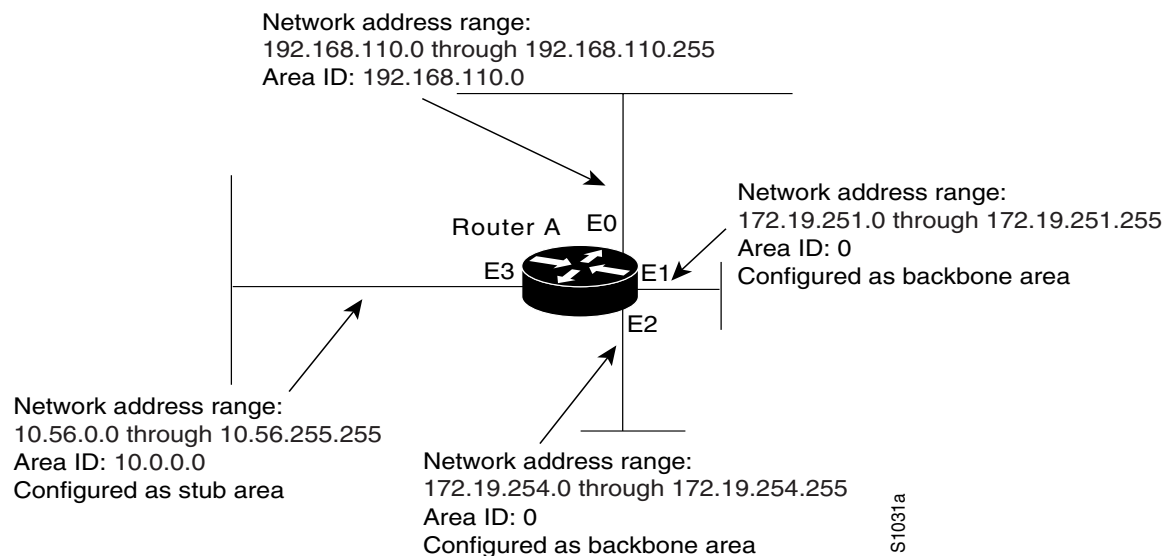 Network address range:
192.168.110.0 through 192.168.110.255
Area ID: 192.168.110.0
Network address range:
172.19.251.0 through 172.19.251.255
Area ID: 0
Configured as backbone area
Router A
E0
E3
E1
E2
Network address range:
10.56.0.0 through 10.56.255.255
Area ID: 10.0.0.0
Configured as stub area
Network address range:
172.19.254.0 through 172.19.254.255
Area ID: 0
Configured as backbone area
S1031a